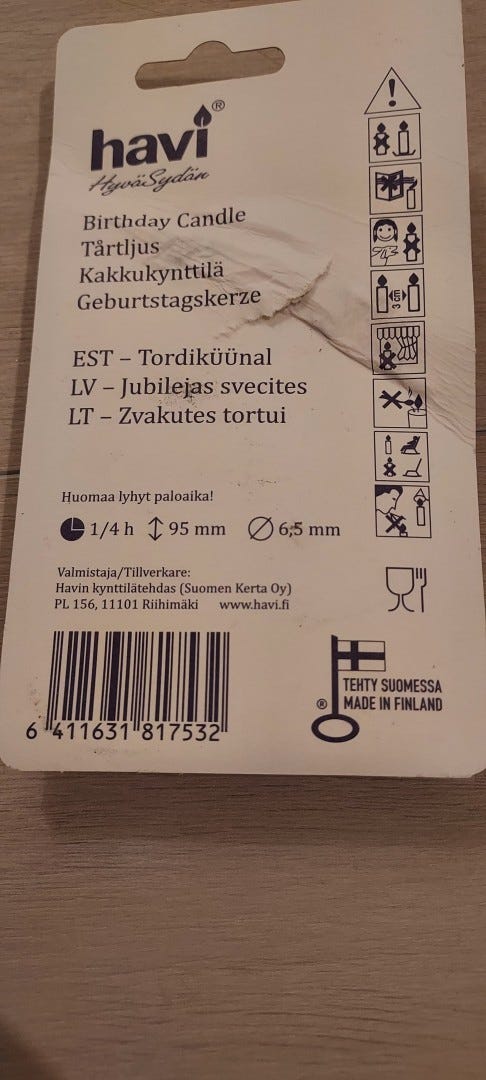 havi®
HyväSydän
Birthday Candle
Tårtljus
Kakkukynttilä
Geburtstagskerze
EST – Tordiküünal
LV – Jubilejas svecites
LT – Zvakutes tortui
Huomaa lyhyt paloaika!
1/4 h 95 mm 6,5 mm
Valmistaja/Tillverkare:
Havin kynttilätehdas (Suomen Kerta Oy)
PL 156, 11101 Riihimäki www.havi.fi
6 411631 817532
!
3 cm
® TEHTY SUOMESSA
MADE IN FINLAND